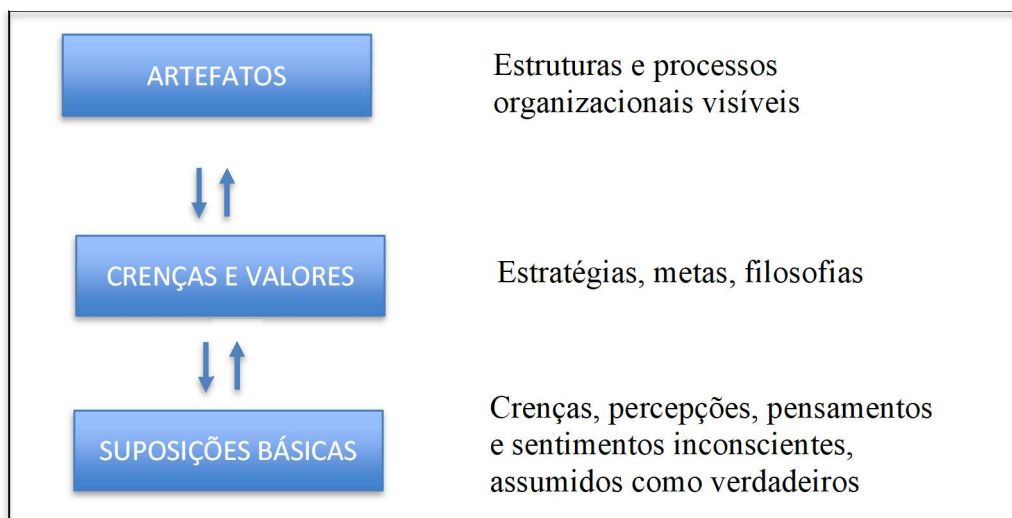 ARTEFATOS
Estruturas e processos
organizacionais visíveis
CRENÇAS E VALORES
Estratégias, metas, filosofias
SUPOSIÇÕES BÁSICAS
Crenças, percepções, pensamentos
e sentimentos inconscientes,
assumidos como verdadeiros